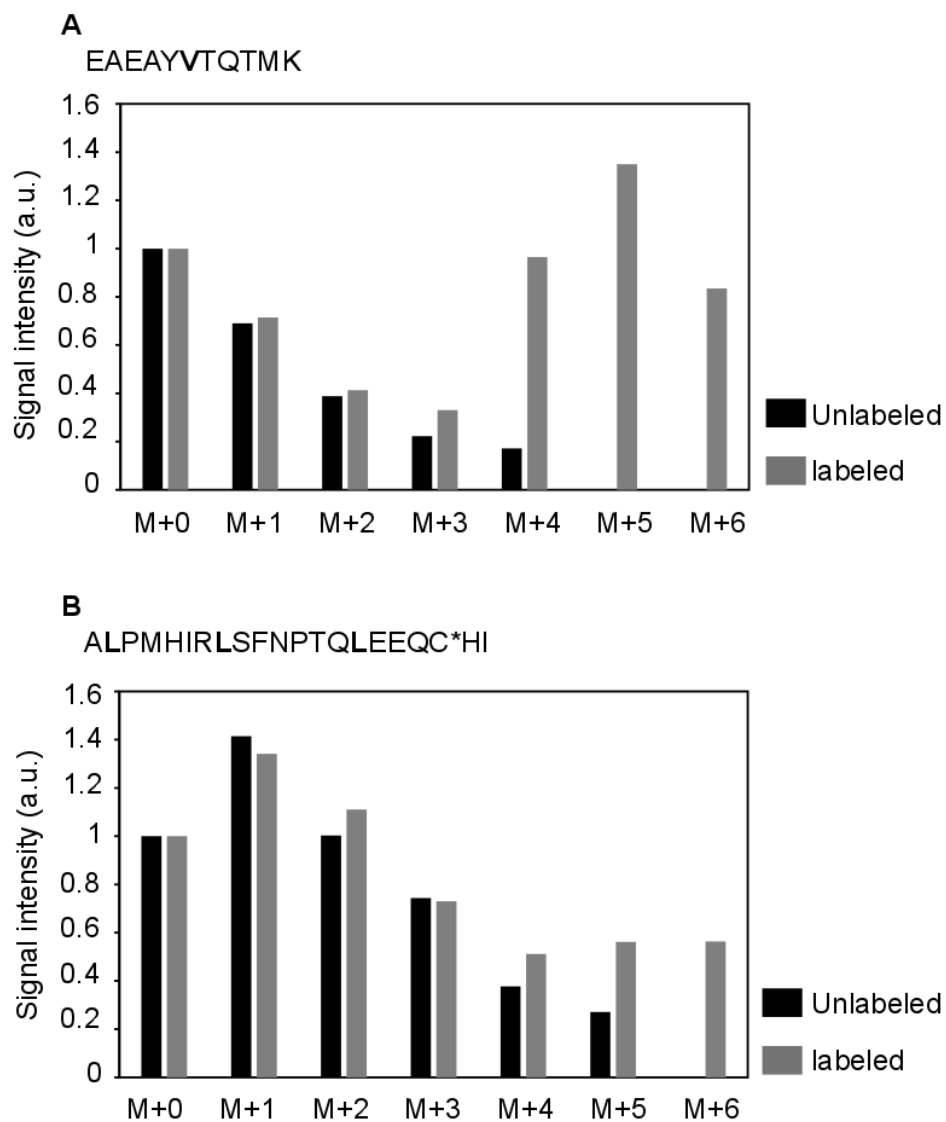 A
EAEAYVTQTMK
1.6
1.4
1.2
1
0.8
0.6
0.4
0.2
0
Signal intensity (a.u.)
M+0 M+1 M+2 M+3 M+4 M+5 M+6
Unlabeled
labeled
B
ALPMHIRLSFNPTQLEEQC*HI
1.6
1.4
1.2
1
0.8
0.6
0.4
0.2
0
Signal intensity (a.u.)
M+0 M+1 M+2 M+3 M+4 M+5 M+6
Unlabeled
labeled